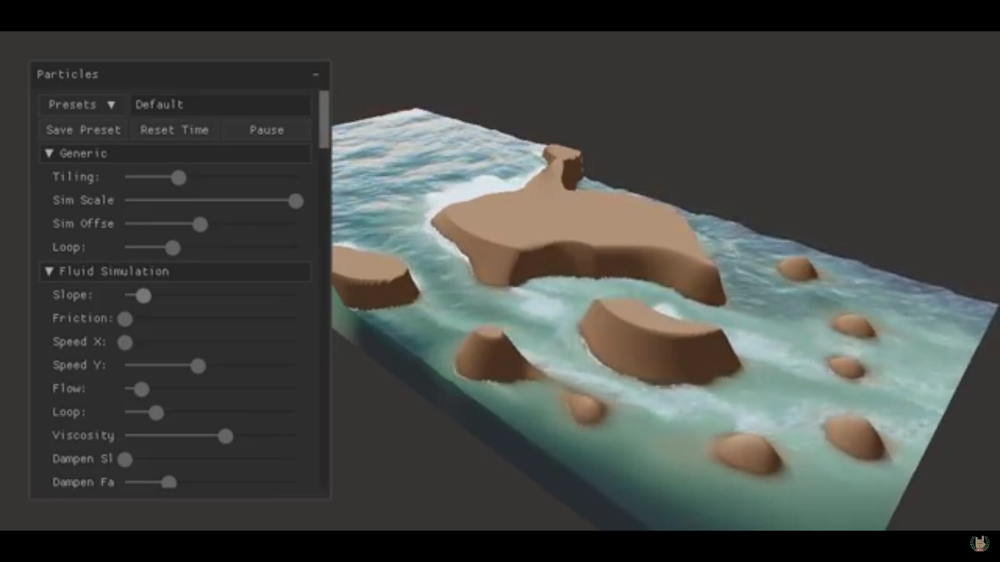 Particles -
Presets ▼ Default
Save Preset Reset Time Pause
▼ Generic
Tiling:
Sim Scale
Sim Offse
Loop:
▼ Fluid Simulation
Slope:
Friction:
Speed X:
Speed Y:
Flow:
Loop:
Viscosity
Dampen Sl
Dampen Fa